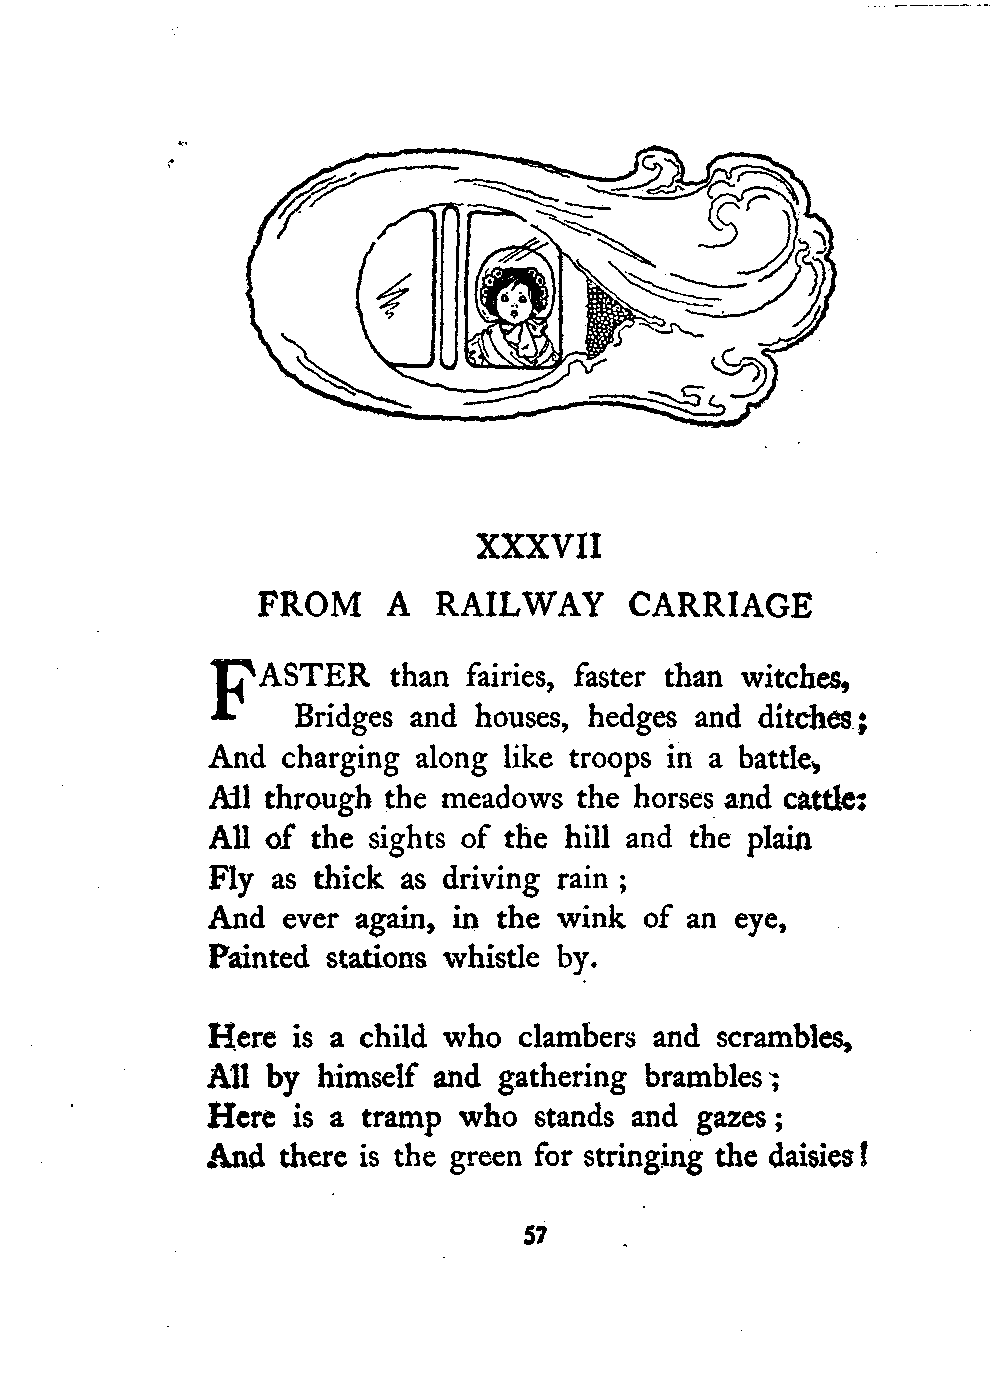 XXXVII
FROM A RAILWAY CARRIAGE
FASTER than fairies, faster than witches,
Bridges and houses, hedges and ditches;
And charging along like troops in a battle,
All through the meadows the horses and cattle:
All of the sights of the hill and the plain
Fly as thick as driving rain ;
And ever again, in the wink of an eye,
Painted stations whistle by.
Here is a child who clambers and scrambles,
All by himself and gathering brambles ;
Here is a tramp who stands and gazes ;
And there is the green for stringing the daisies !
57